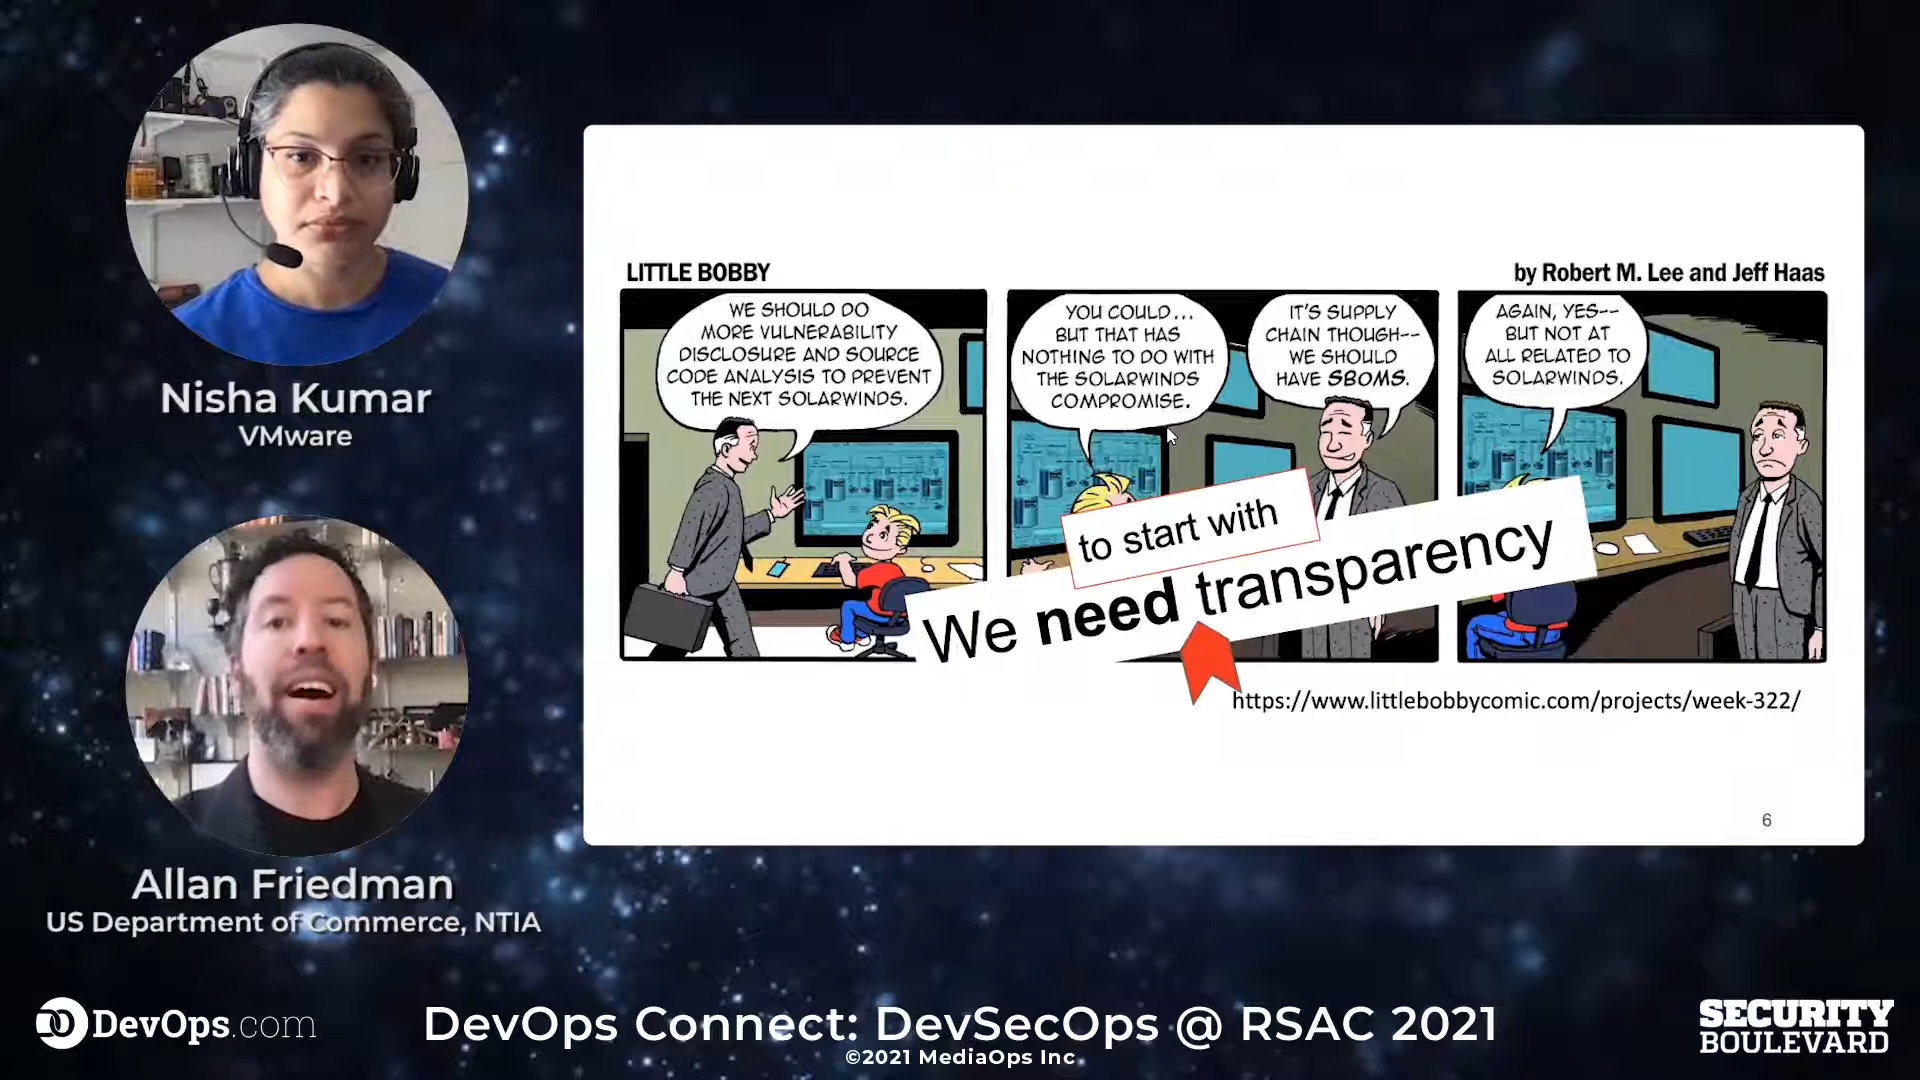 Nisha Kumar
VMware
Allan Friedman
US Department of Commerce, NTIA
LITTLE BOBBY
by Robert M. Lee and Jeff Haas
WE SHOULD DO
MORE VULNERABILITY
DISCLOSURE AND SOURCE
CODE ANALYSIS TO PREVENT
THE NEXT SOLARWINDS.
YOU COULD...
BUT THAT HAS
NOTHING TO DO WITH
THE SOLARWINDS
COMPROMISE.
IT'S SUPPLY
CHAIN THOUGH--
WE SHOULD
HAVE SBOMS.
AGAIN, YES--
BUT NOT AT
ALL RELATED TO
SOLARWINDS.
to start with
We need transparency
https://www.littlebobbycomic.com/projects/week-322/
6
DevOps.com
DevOps Connect: DevSecOps @ RSAC 2021
©2021 MediaOps Inc
SECURITY
BOULEVARD